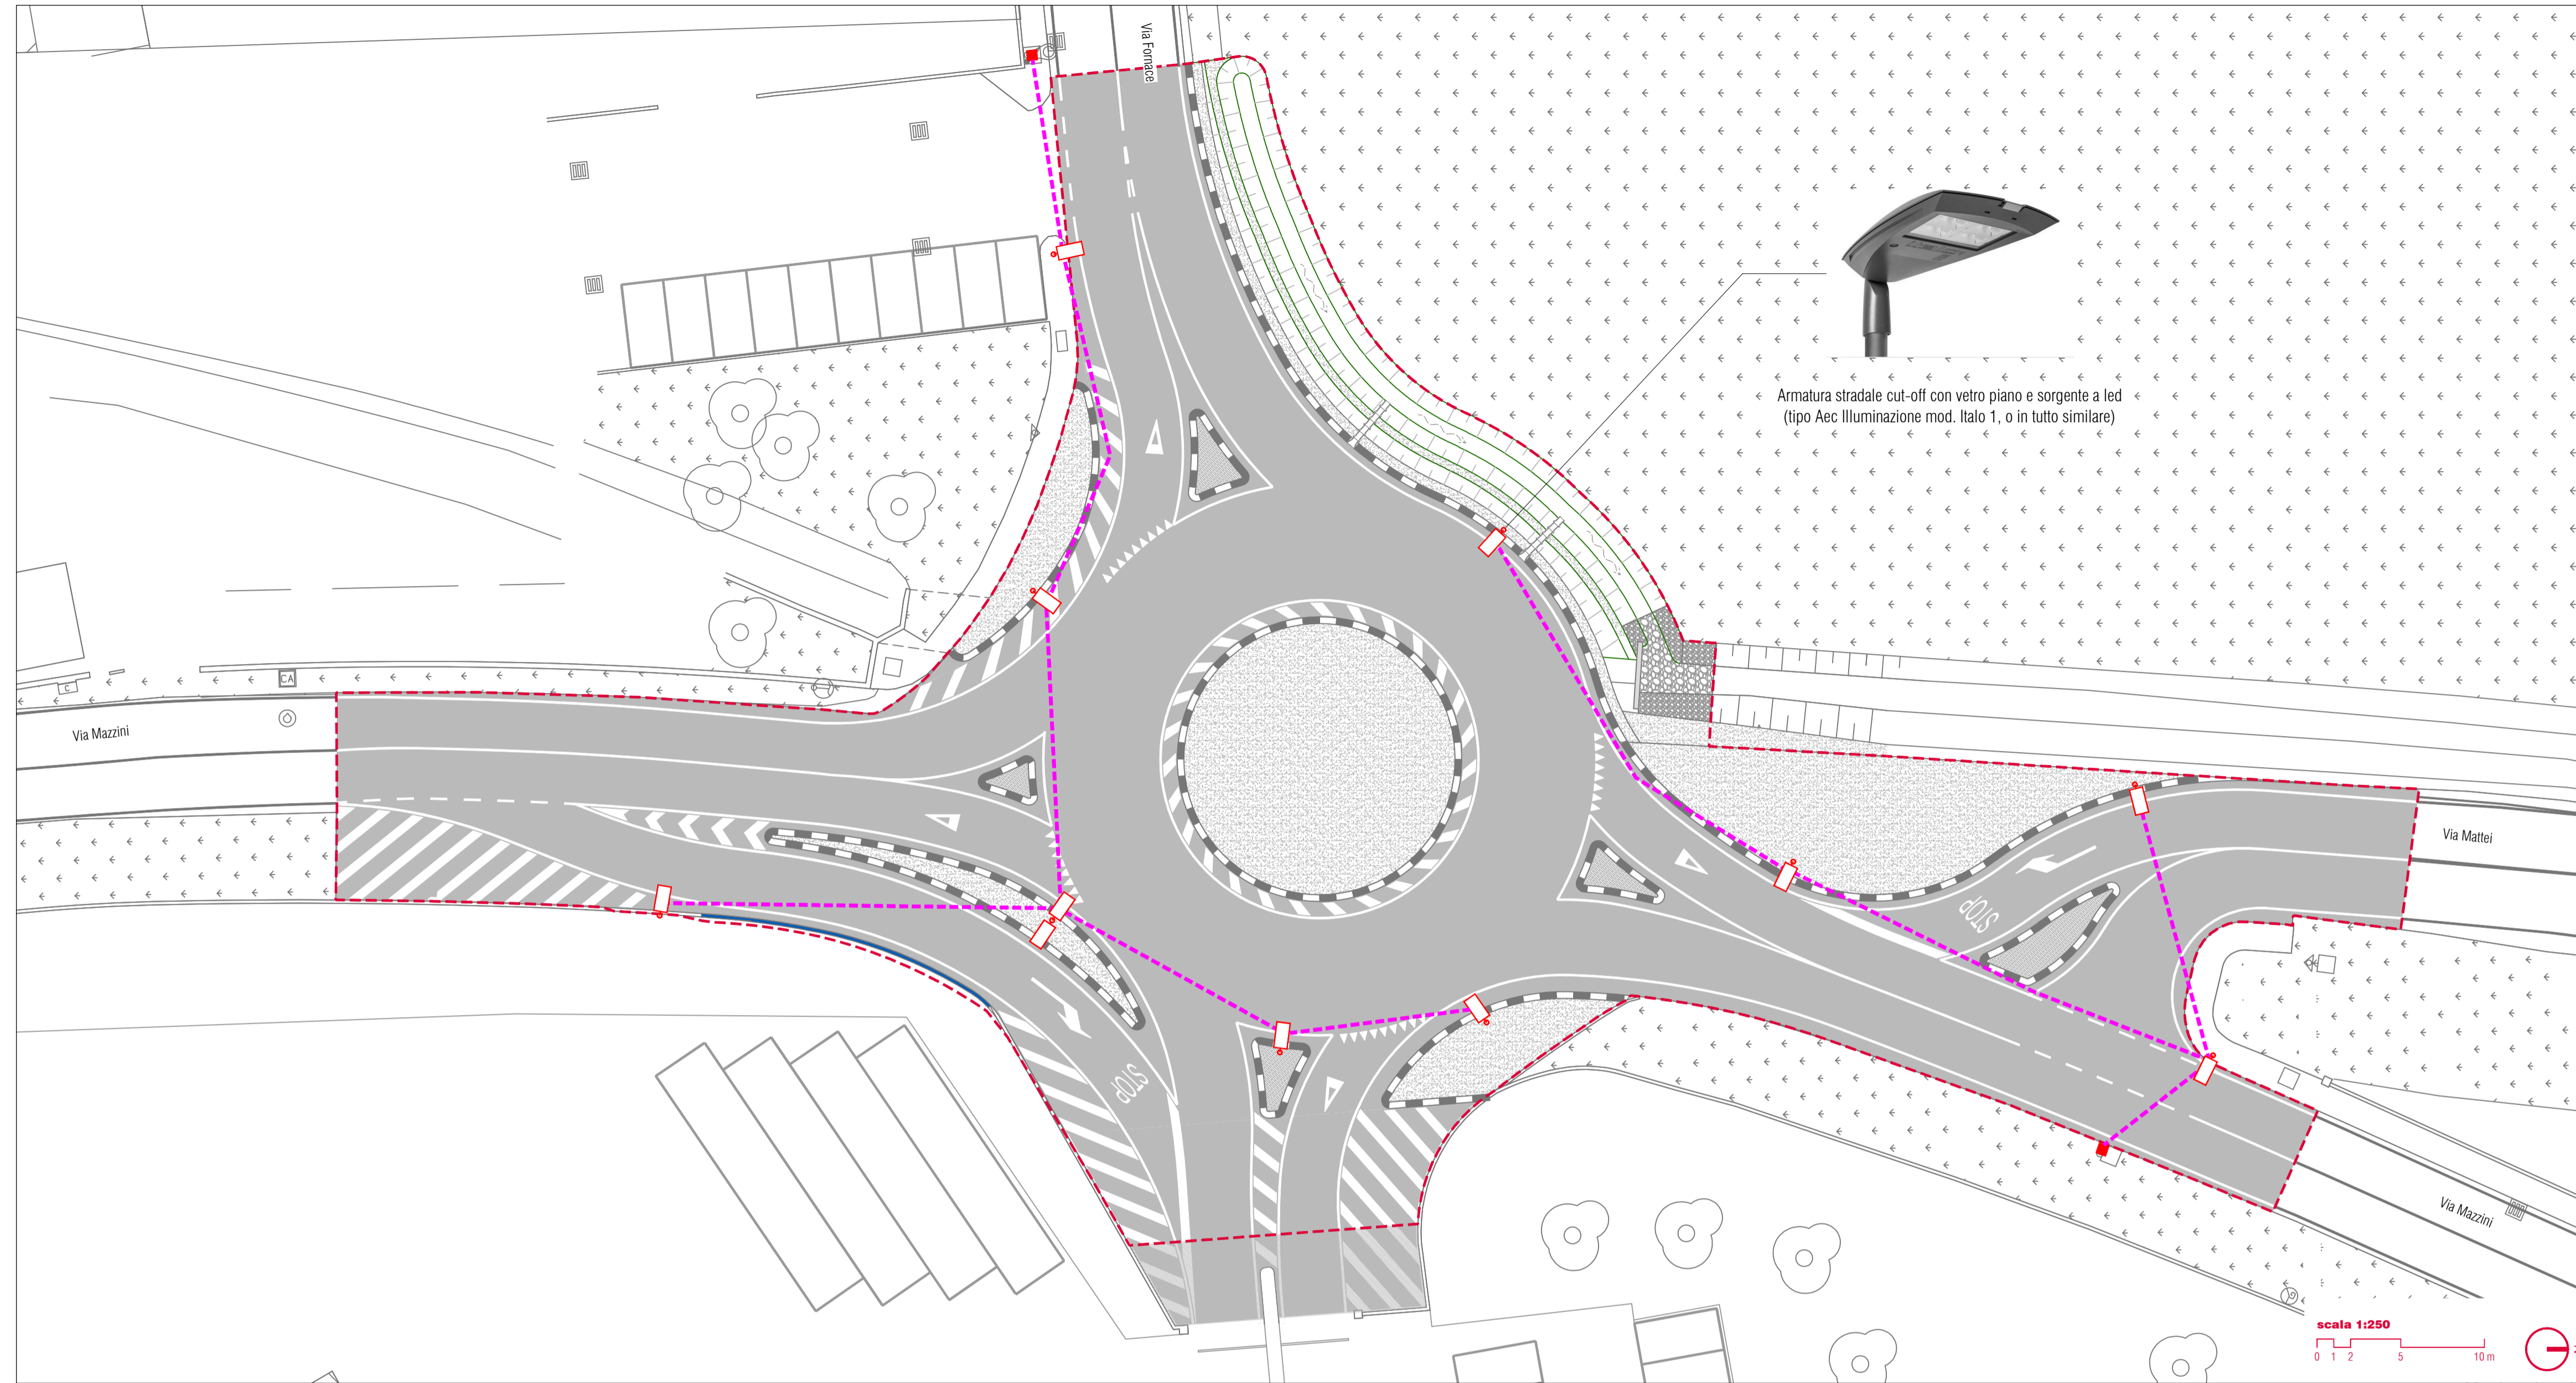 Via Fornace
Armatura stradale cut-off con vetro piano e sorgente a led
(tipo Aec Illuminazione mod. Italo 1, o in tutto similare)
CA
C
Via Mazzini
Via Mattei
STOP
STOP
Via Mazzini
scala 1:250
0 1 2 5 10 m